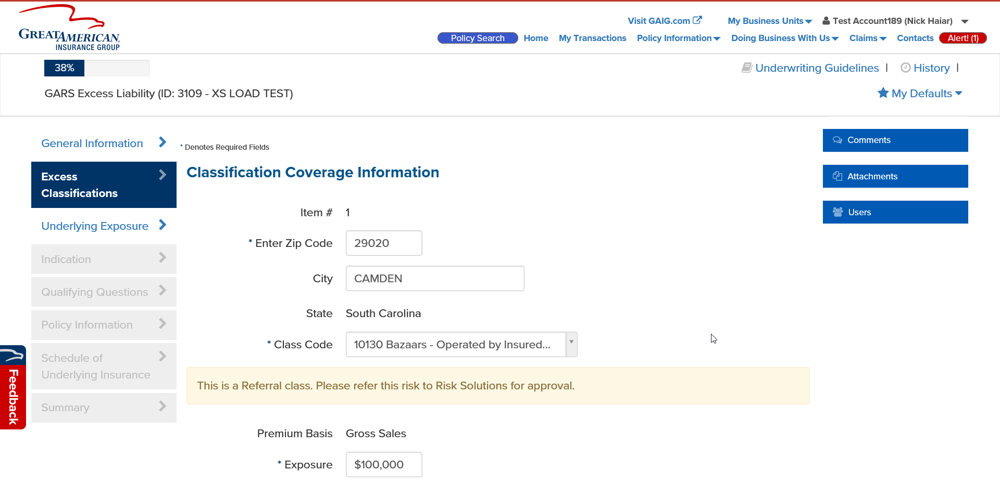 GREATAMERICAN
INSURANCE GROUP
Visit GAIG.com
My Business Units
Test Account189 (Nick Haiar)
Policy Search
Home
My Transactions
Policy Information
Doing Business With Us
Claims
Contacts
Alert! (1)
38%
Underwriting Guidelines |
History |
GARS Excess Liability (ID: 3109 - XS LOAD TEST)
My Defaults
General Information
Excess
Classifications
Underlying Exposure
Indication
Qualifying Questions
Policy Information
Schedule of
Underlying Insurance
Summary
Feedback
* Denotes Required Fields
Classification Coverage Information
Item # 1
* Enter Zip Code 29020
City CAMDEN
State South Carolina
* Class Code 10130 Bazaars - Operated by Insured...
This is a Referral class. Please refer this risk to Risk Solutions for approval.
Premium Basis Gross Sales
* Exposure $100,000
Comments
Attachments
Users